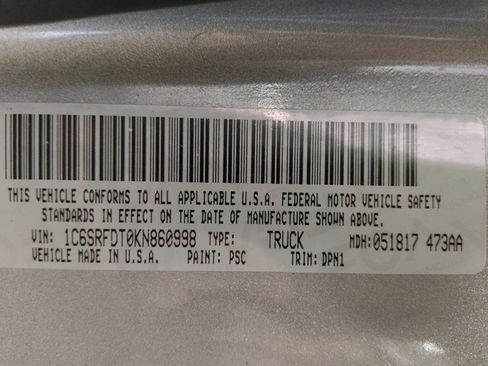 THIS VEHICLE CONFORMS TO ALL APPLICABLE U.S.A. FEDERAL MOTOR VEHICLE SAFETY
STANDARDS IN EFFECT ON THE DATE OF MANUFACTURE SHOWN ABOVE.
VIN: 1C6SRFDT0KN860998 TYPE: TRUCK MDH: 051817 473AA
VEHICLE MADE IN U.S.A. PAINT: PSC TRIM: DPN1